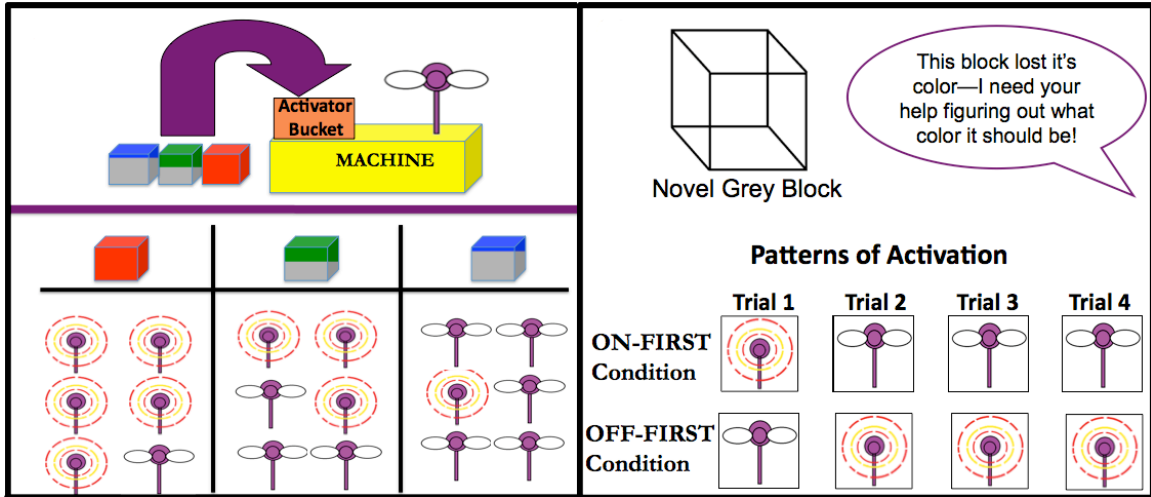 Activator
Bucket
MACHINE
This block lost it's
color—I need your
help figuring out what
color it should be!
Novel Grey Block
Patterns of Activation
Trial 1 Trial 2 Trial 3 Trial 4
ON-FIRST
Condition
OFF-FIRST
Condition